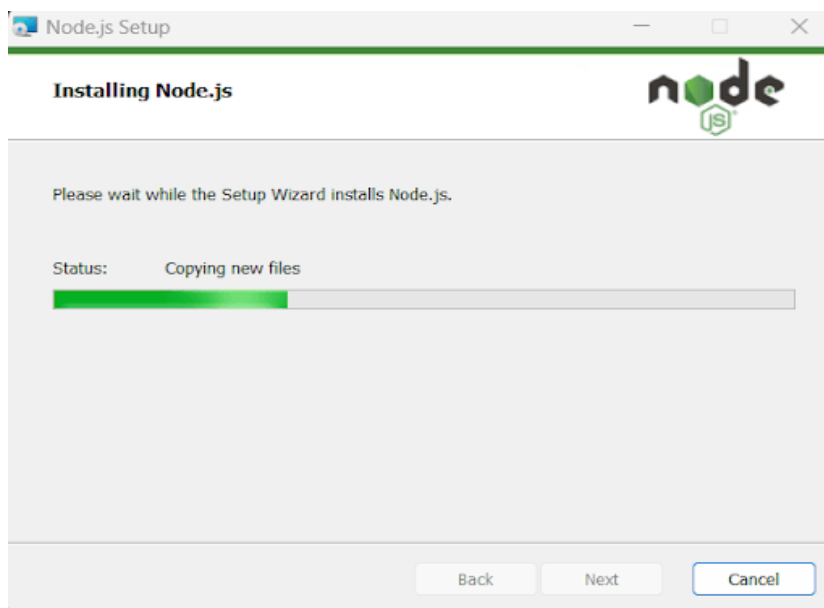 Node.js Setup
Installing Node.js
node
JS
Please wait while the Setup Wizard installs Node.js.
Status: Copying new files
Back Next Cancel